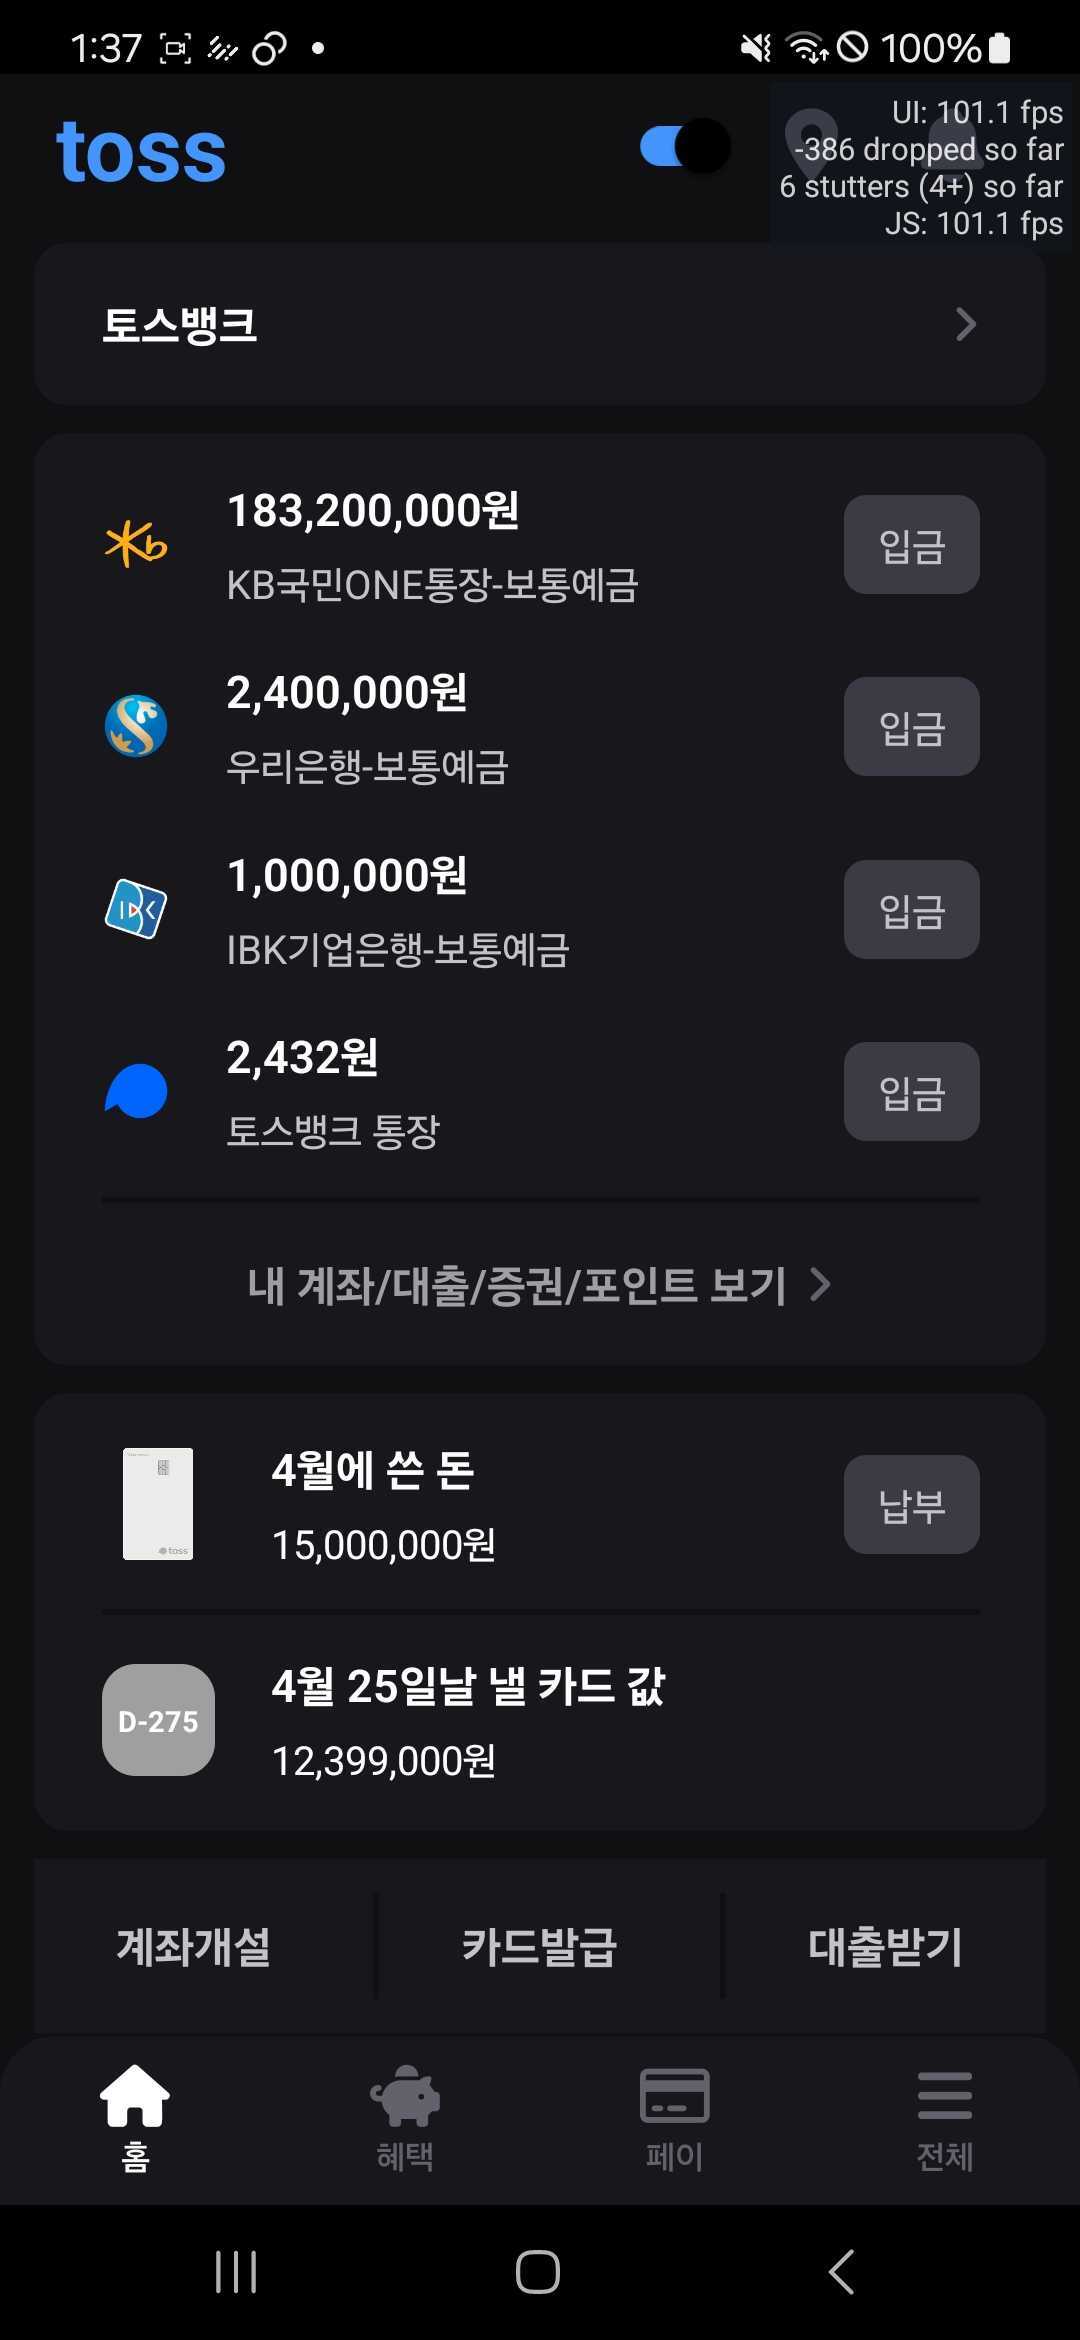 1:37
100%
toss
UI: 101.1 fps
-386 dropped so far
6 stutters (4+) so far
JS: 101.1 fps
토스뱅크
183,200,000원
KB국민ONE통장-보통예금
입금
2,400,000원
우리은행-보통예금
입금
IBK
1,000,000원
IBK기업은행-보통예금
입금
2,432원
토스뱅크 통장
입금
내 계좌/대출/증권/포인트 보기
4월에 쓴 돈
15,000,000원
toss
납부
D-275
4월 25일날 낼 카드 값
12,399,000원
계좌개설
카드발급
대출받기
홈
혜택
페이
전체